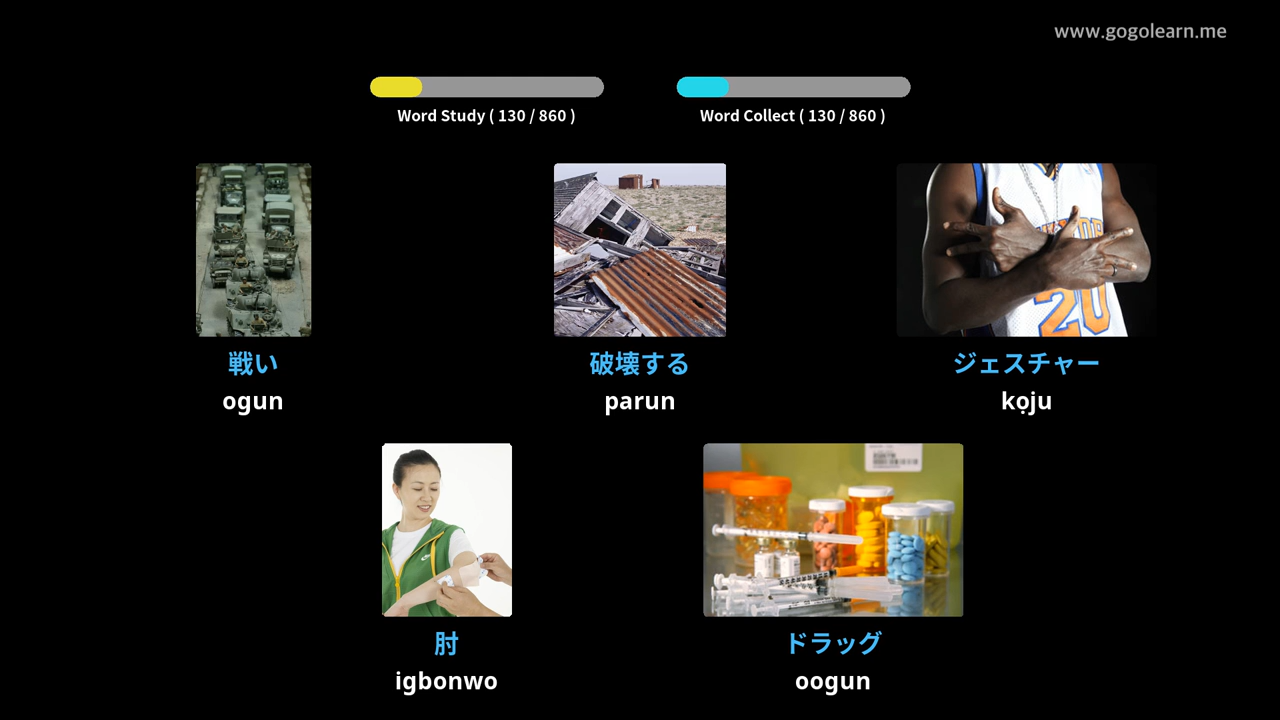 www.gogolearn.me
Word Study ( 130 / 860 )
Word Collect ( 130 / 860 )
戦い
ogun
破壊する
parun
ジェスチャー
kọju
肘
igbonwo
ドラッグ
oogun